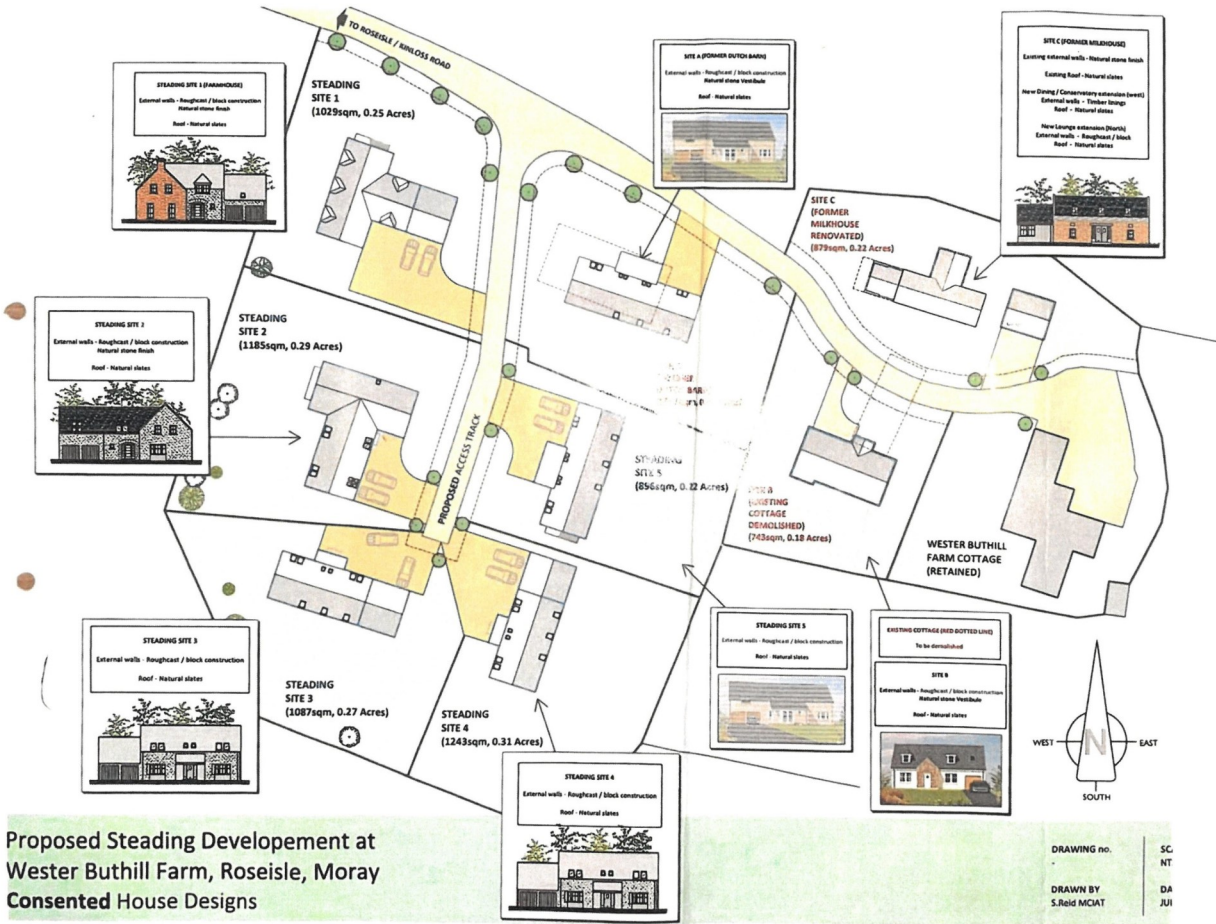 TO ROSEISLE / KINLOSS ROAD
STEADING SITE 1 (FARMHOUSE)
External walls - Roughcast / block construction
Natural stone finish
Roof - Natural slates
STEADING
SITE 1
(1029sqm, 0.25 Acres)
SITE A (FORMER DUTCH BARN)
External walls - Roughcast / block construction
Natural stone Vestibule
Roof - Natural slates
SITE C (FORMER MILKHOUSE)
Existing external walls - Natural stone finish
Existing Roof - Natural slates
New Dining / Conservatory extension (west)
External walls - Timber linings
Roof - Natural slates
New Lounge extension (North)
External walls - Roughcast / block
Roof - Natural slates
SITE C
(FORMER
MILKHOUSE
RENOVATED)
(879sqm, 0.22 Acres)
STEADING SITE 2
External walls - Roughcast / block construction
Natural stone finish
Roof - Natural slates
STEADING
SITE 2
(1185sqm, 0.29 Acres)
PROPOSED ACCESS TRACK
STEADING
SITE 5
(856sqm, 0.22 Acres)
COTTAGE
DEMOLISHED)
(743sqm, 0.18 Acres)
WESTER BUTHILL
FARM COTTAGE
(RETAINED)
STEADING SITE 3
External walls - Roughcast / block construction
Roof - Natural slates
STEADING
SITE 3
(1087sqm, 0.27 Acres)
STEADING
SITE 4
(1243sqm, 0.31 Acres)
STEADING SITE 5
External walls - Roughcast / block construction
Roof - Natural slates
EXISTING COTTAGE (RED DOTTED LINE)
To be demolished
SITE B
External walls - Roughcast / block construction
Natural stone Vestibule
Roof - Natural slates
STEADING SITE 4
External walls - Roughcast / block construction
Roof - Natural slates
WEST
N
EAST
SOUTH
Proposed Steading Developement at
Wester Buthill Farm, Roseisle, Moray
Consented House Designs
DRAWING no.
-
DRAWN BY
S.Reid MCIAT